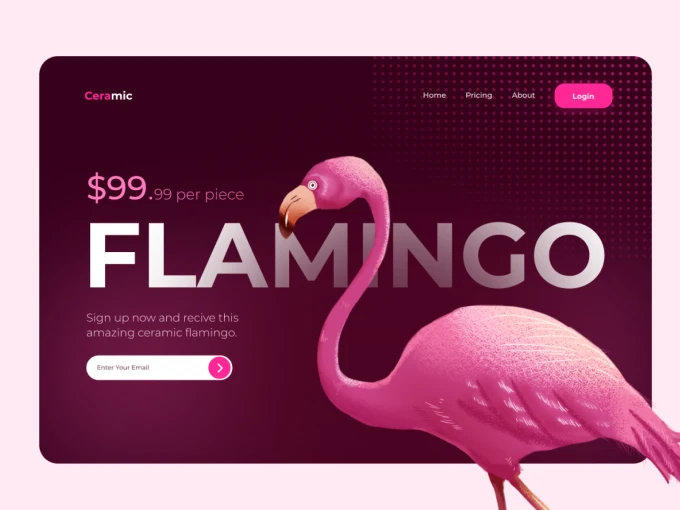 Ceramic
Home Pricing About Login
$99.99 per piece
FLAMINGO
Sign up now and recive this
amazing ceramic flamingo.
Enter Your Email